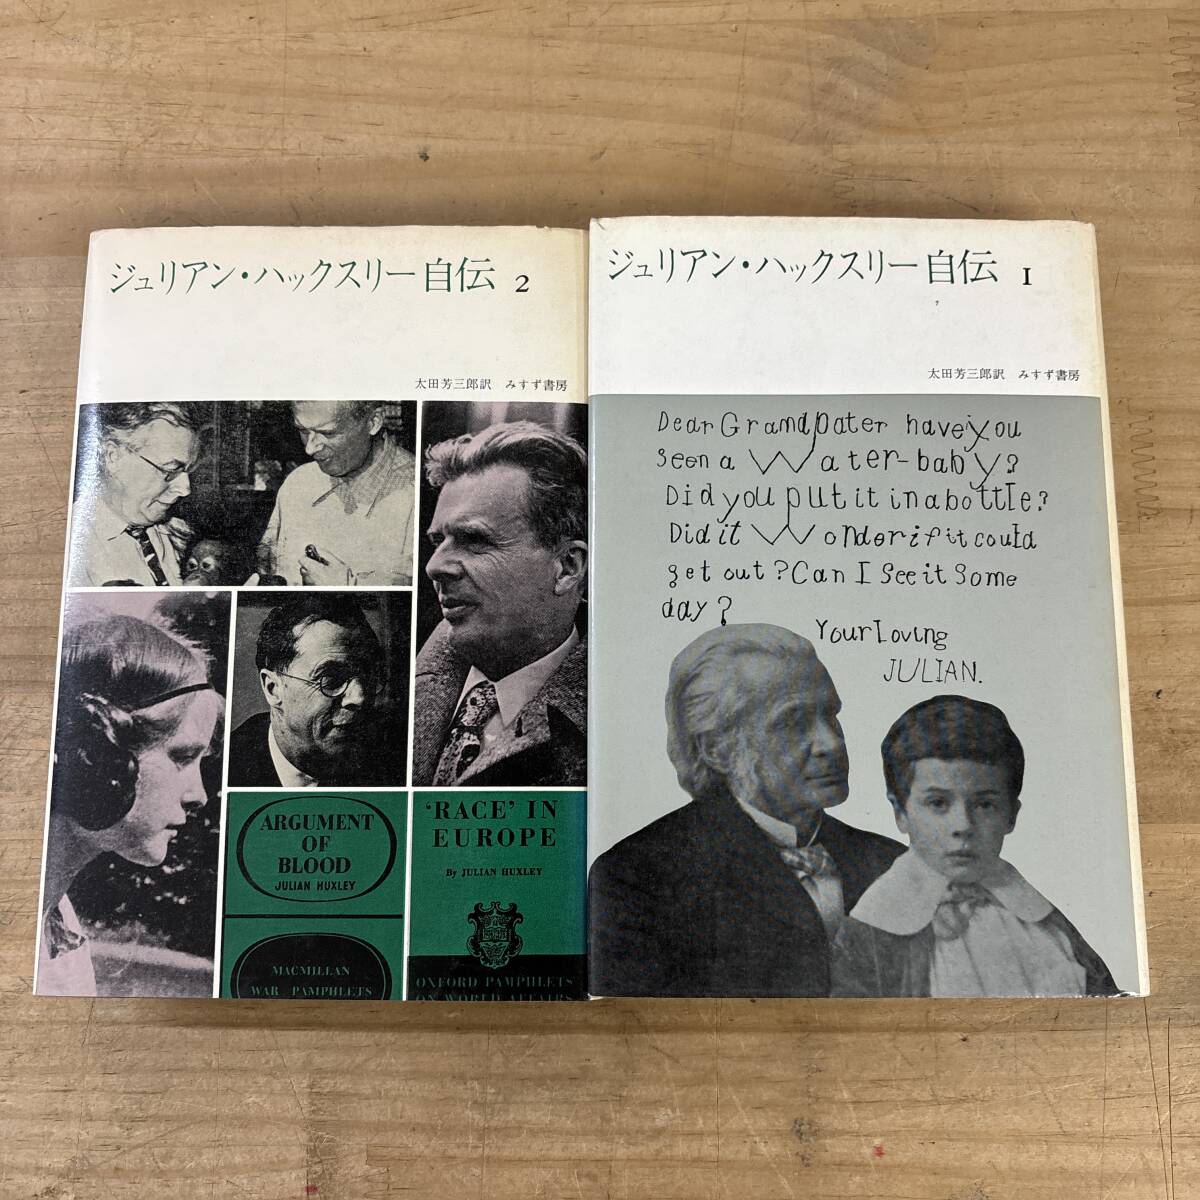 ジュリアン・ハックスリー自伝 2
太田芳三郎訳 みすず書房
ARGUMENT
OF
BLOOD
JULIAN HUXLEY
MACMILLAN
WAR PAMPHLETS
'RACE' IN
EUROPE
By JULIAN HUXLEY
OXFORD PAMPHLETS
ON WORLD AFFAIRS
ジュリアン・ハックスリー自伝 1
太田芳三郎訳 みすず書房
Dear Grandpater have you
seen a Water-baby?
Did you put it in a bottle?
Did it Wonder if it could
get out? Can I See it Some
day?
Your Loving
JULIAN.